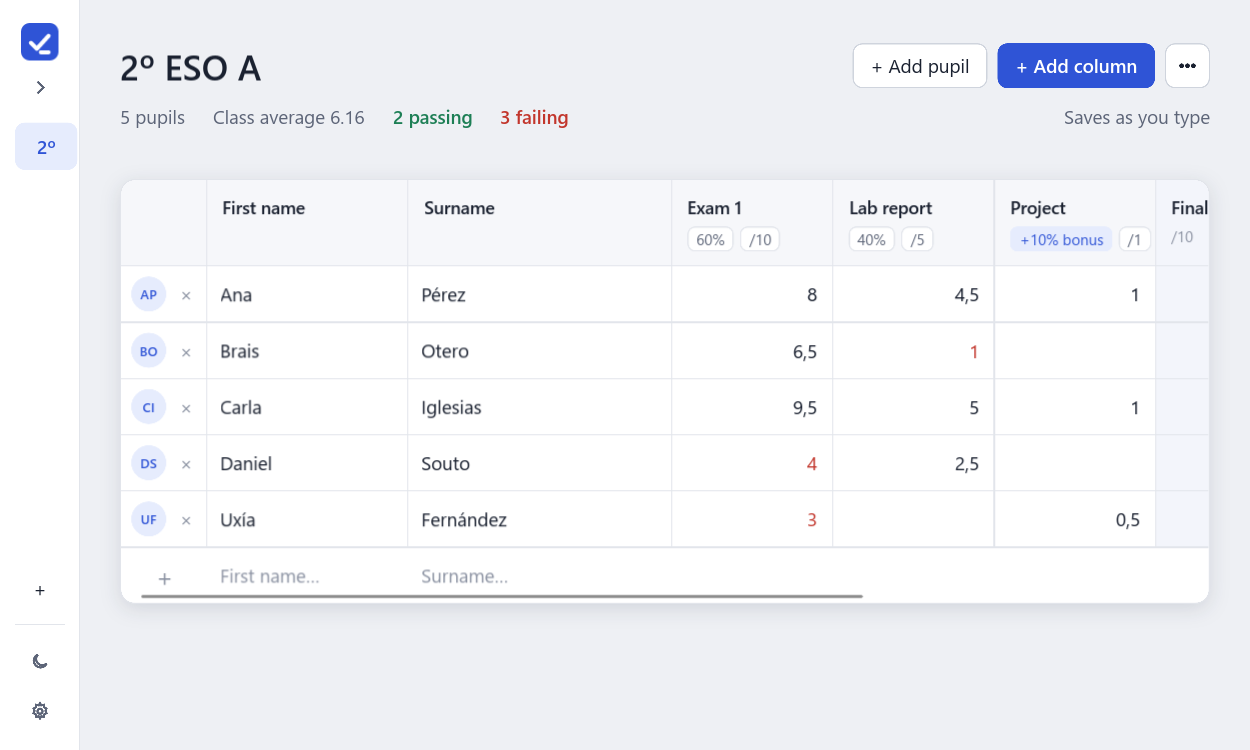 2º ESO A
+ Add pupil
+ Add column
•••
5 pupils
Class average 6.16
2 passing
3 failing
Saves as you type
2º
First name
Surname
Exam 1
Lab report
Project
Final
60% /10
40% /5
+10% bonus /1
/10
AP × Ana Pérez 8 4,5 1
BO × Brais Otero 6,5 1
CI × Carla Iglesias 9,5 5 1
DS × Daniel Souto 4 2,5
UF × Uxía Fernández 3 0,5
+ First name... Surname...
+